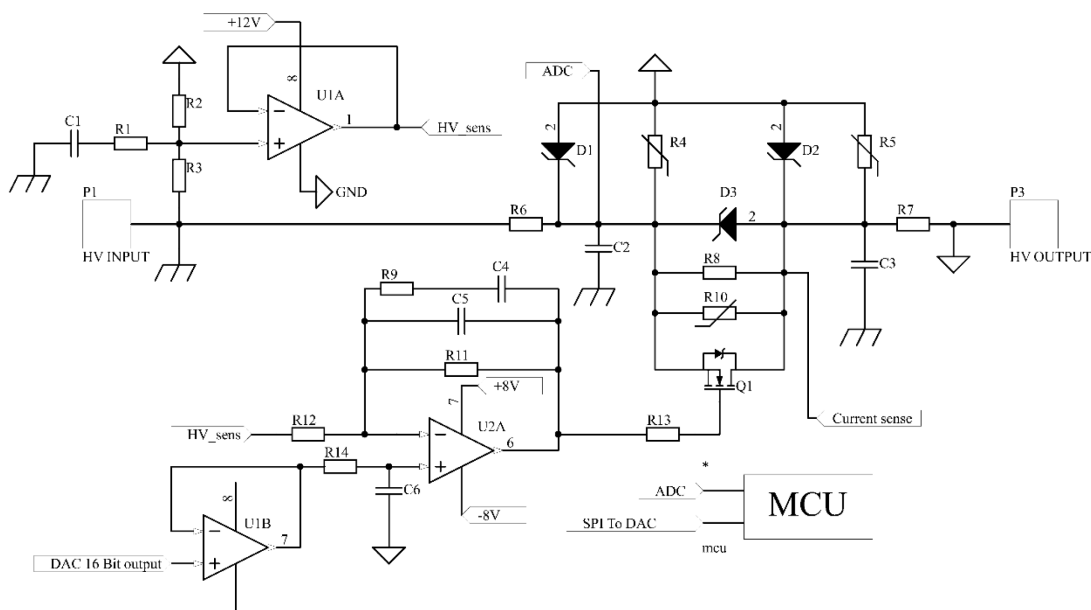 +12V
8
U1A
1
HV_sens
GND
C1
R1
R2
R3
P1
HV INPUT
ADC
2
D1
R4
2
D2
R5
R6
C2
D3
2
R7
C3
P3
HV OUTPUT
R8
R10
Q1
R9
C4
C5
R11
+8V
7
U2A
6
HV_sens
R12
R13
Current sense
R14
C6
-8V
8
U1B
7
DAC 16 Bit output
*
ADC
MCU
SPI To DAC
mcu